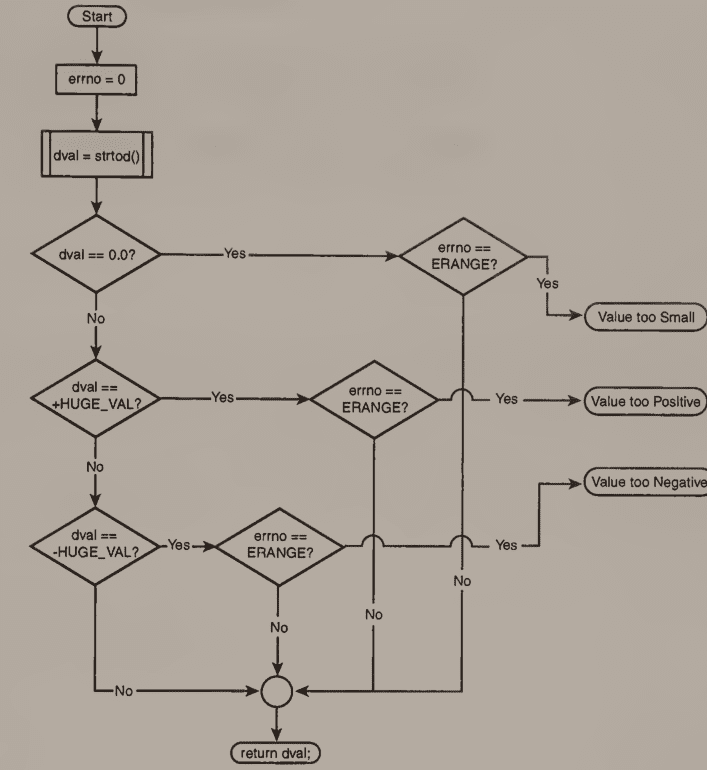 Start
errno = 0
dval = strtod()
dval == 0.0?
Yes
errno ==
ERANGE?
Yes
Value too Small
No
dval ==
+HUGE_VAL?
Yes
errno ==
ERANGE?
Yes
Value too Positive
No
Value too Negative
dval ==
-HUGE_VAL?
Yes
errno ==
ERANGE?
Yes
No
No
No
No
return dval;